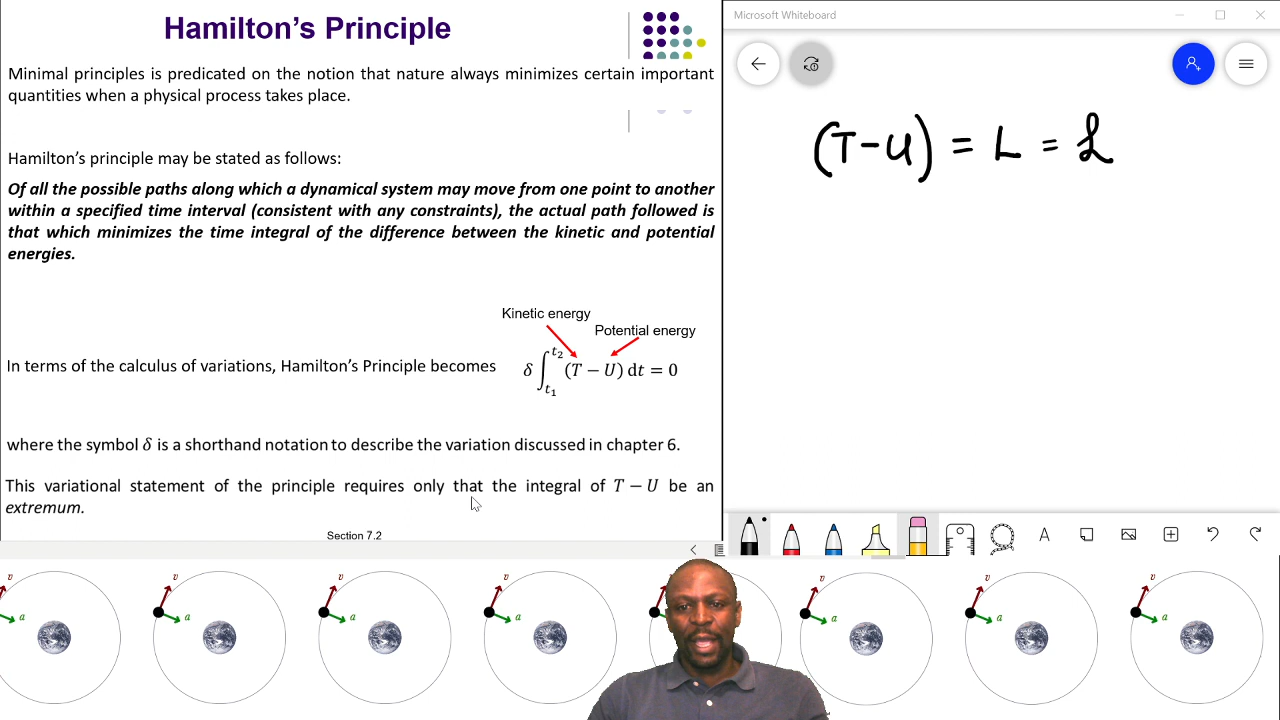 Hamilton's Principle
Minimal principles is predicated on the notion that nature always minimizes certain important
quantities when a physical process takes place.
Hamilton's principle may be stated as follows:
Of all the possible paths along which a dynamical system may move from one point to another
within a specified time interval (consistent with any constraints), the actual path followed is
that which minimizes the time integral of the difference between the kinetic and potential
energies.
Kinetic energy
Potential energy
In terms of the calculus of variations, Hamilton's Principle becomes δ∫_{t₁}^{t₂} (T − U) dt = 0
where the symbol δ is a shorthand notation to describe the variation discussed in chapter 6.
This variational statement of the principle requires only that the integral of T − U be an
extremum.
Section 7.2
Microsoft Whiteboard
(T-U) = L = ℒ
A
v
a
v
a
v
a
v
a
v
v
a
v
a
v
a